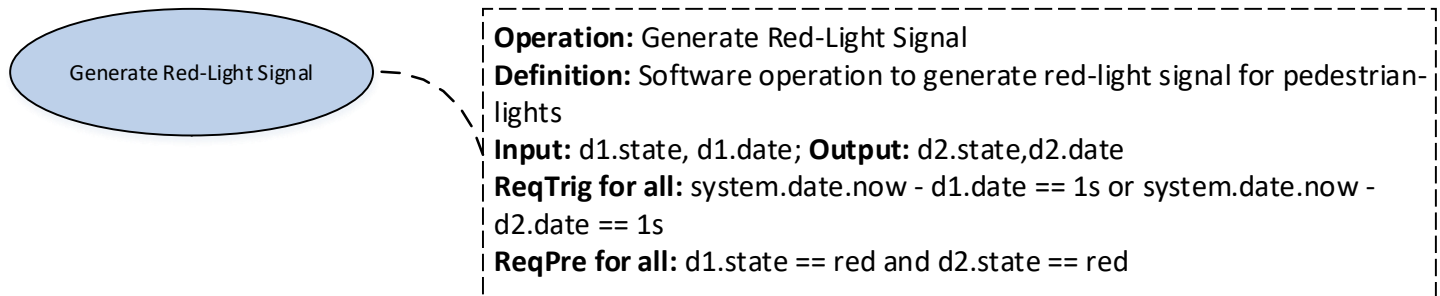 Generate Red-Light Signal
Operation: Generate Red-Light Signal
Definition: Software operation to generate red-light signal for pedestrian-
lights
Input: d1.state, d1.date; Output: d2.state,d2.date
ReqTrig for all: system.date.now - d1.date == 1s or system.date.now -
d2.date == 1s
ReqPre for all: d1.state == red and d2.state == red